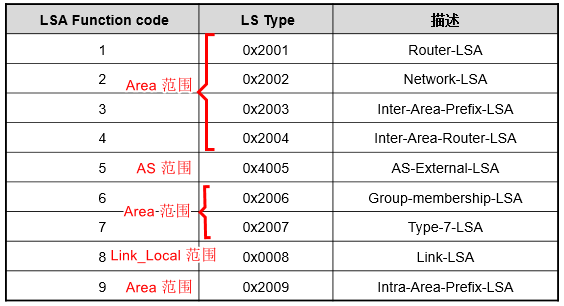 LSA Function code LS Type 描述
1 0x2001 Router-LSA
2 Area 范围 0x2002 Network-LSA
3 0x2003 Inter-Area-Prefix-LSA
4 0x2004 Inter-Area-Router-LSA
5 AS 范围 0x4005 AS-External-LSA
6 0x2006 Group-membership-LSA
Area 范围
7 0x2007 Type-7-LSA
8 Link_Local 范围 0x0008 Link-LSA
9 Area 范围 0x2009 Intra-Area-Prefix-LSA